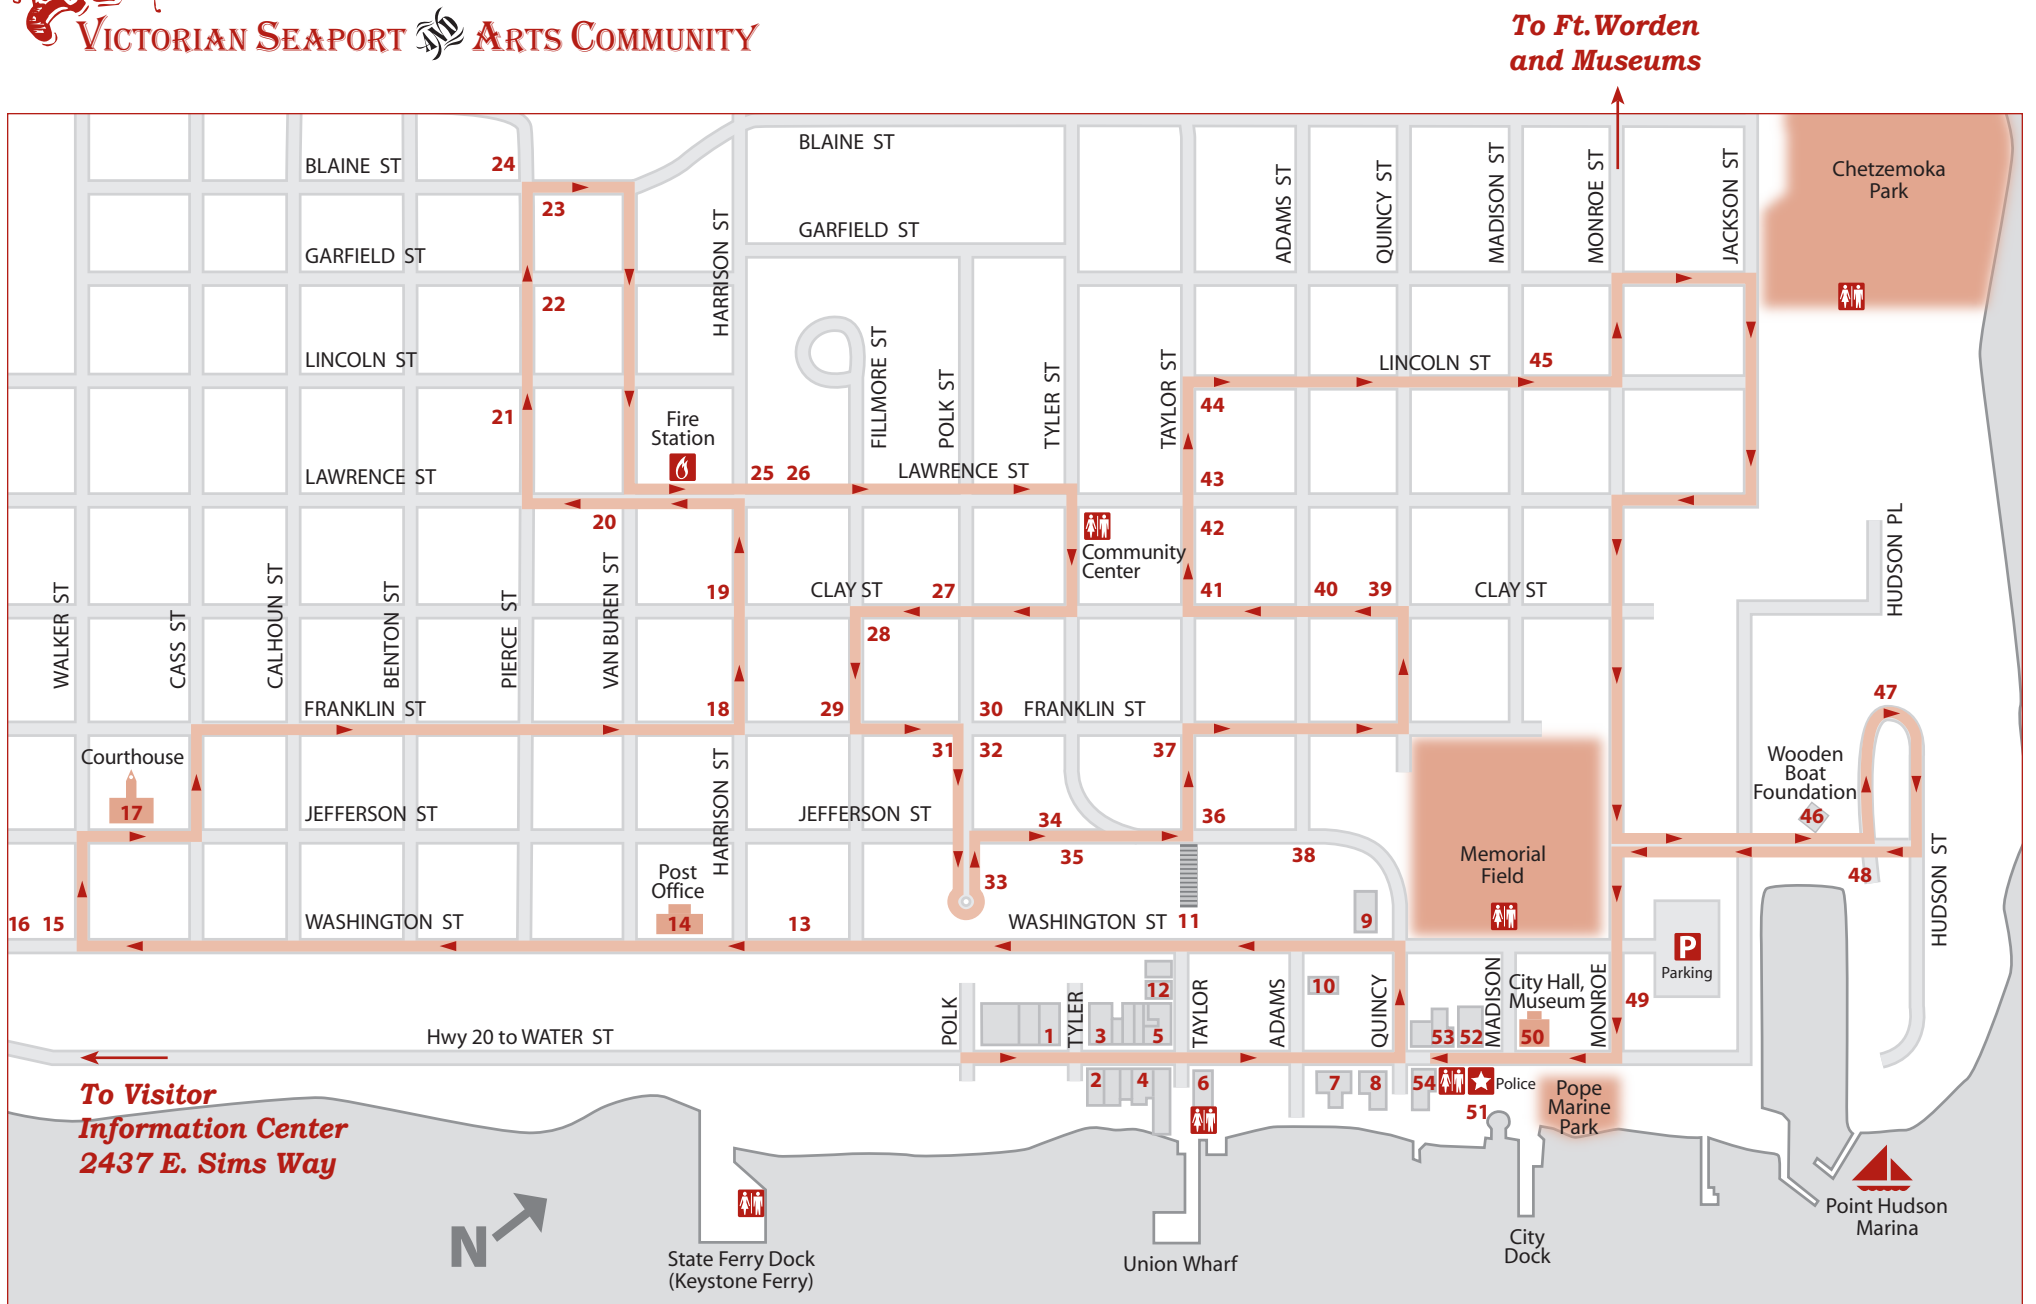 VICTORIAN SEAPORT AND ARTS COMMUNITY
To Ft.Worden
and Museums
BLAINE ST
24
BLAINE ST
ADAMS ST
QUINCY ST
MADISON ST
MONROE ST
JACKSON ST
Chetzemoka
Park
23
HARRISON ST
GARFIELD ST
GARFIELD ST
22
LINCOLN ST
FILLMORE ST
POLK ST
TYLER ST
TAYLOR ST
LINCOLN ST
45
44
21
Fire
Station
LAWRENCE ST
25 26
LAWRENCE ST
43
20
42
Community
Center
HUDSON PL
WALKER ST
CASS ST
CALHOUN ST
BENTON ST
PIERCE ST
VAN BUREN ST
19
CLAY ST
27
41
40
39
CLAY ST
28
FRANKLIN ST
18
29
30
FRANKLIN ST
47
Courthouse
17
HARRISON ST
31
32
37
Wooden
Boat
Foundation
46
JEFFERSON ST
JEFFERSON ST
34
36
35
38
Memorial
Field
HUDSON ST
48
Post
Office
14
33
16 15
WASHINGTON ST
13
WASHINGTON ST
11
9
P
Parking
POLK
TYLER
12
TAYLOR
ADAMS
10
QUINCY
MADISON
City Hall,
Museum
MONROE
49
Hwy 20 to WATER ST
1
3
5
53
52
50
2
4
6
7
8
54
Police
51
Pope
Marine
Park
To Visitor
Information Center
2437 E. Sims Way
N
State Ferry Dock
(Keystone Ferry)
Union Wharf
City
Dock
Point Hudson
Marina